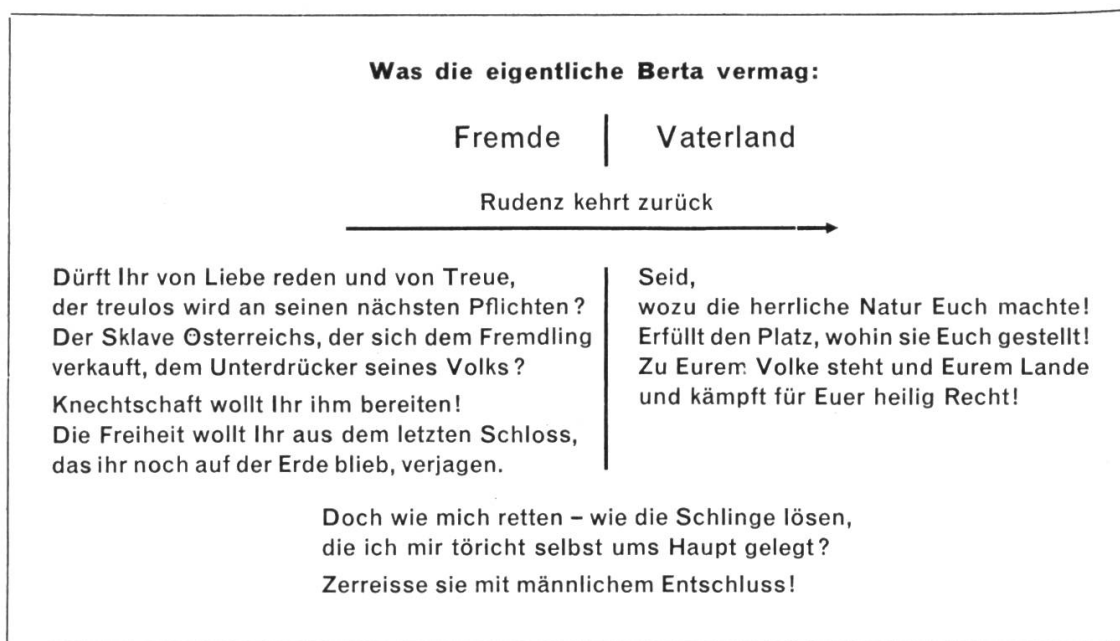 Was die eigentliche Berta vermag:
Fremde | Vaterland
Rudenz kehrt zurück
Dürft Ihr von Liebe reden und von Treue,
der treulos wird an seinen nächsten Pflichten?
Der Sklave Österreichs, der sich dem Fremdling
verkauft, dem Unterdrücker seines Volks?
Knechtschaft wollt Ihr ihm bereiten!
Die Freiheit wollt Ihr aus dem letzten Schloss,
das ihr noch auf der Erde blieb, verjagen.
Seid,
wozu die herrliche Natur Euch machte!
Erfüllt den Platz, wohin sie Euch gestellt!
Zu Eurem Volke steht und Eurem Lande
und kämpft für Euer heilig Recht!
Doch wie mich retten – wie die Schlinge lösen,
die ich mir töricht selbst ums Haupt gelegt?
Zerreisse sie mit männlichem Entschluss!